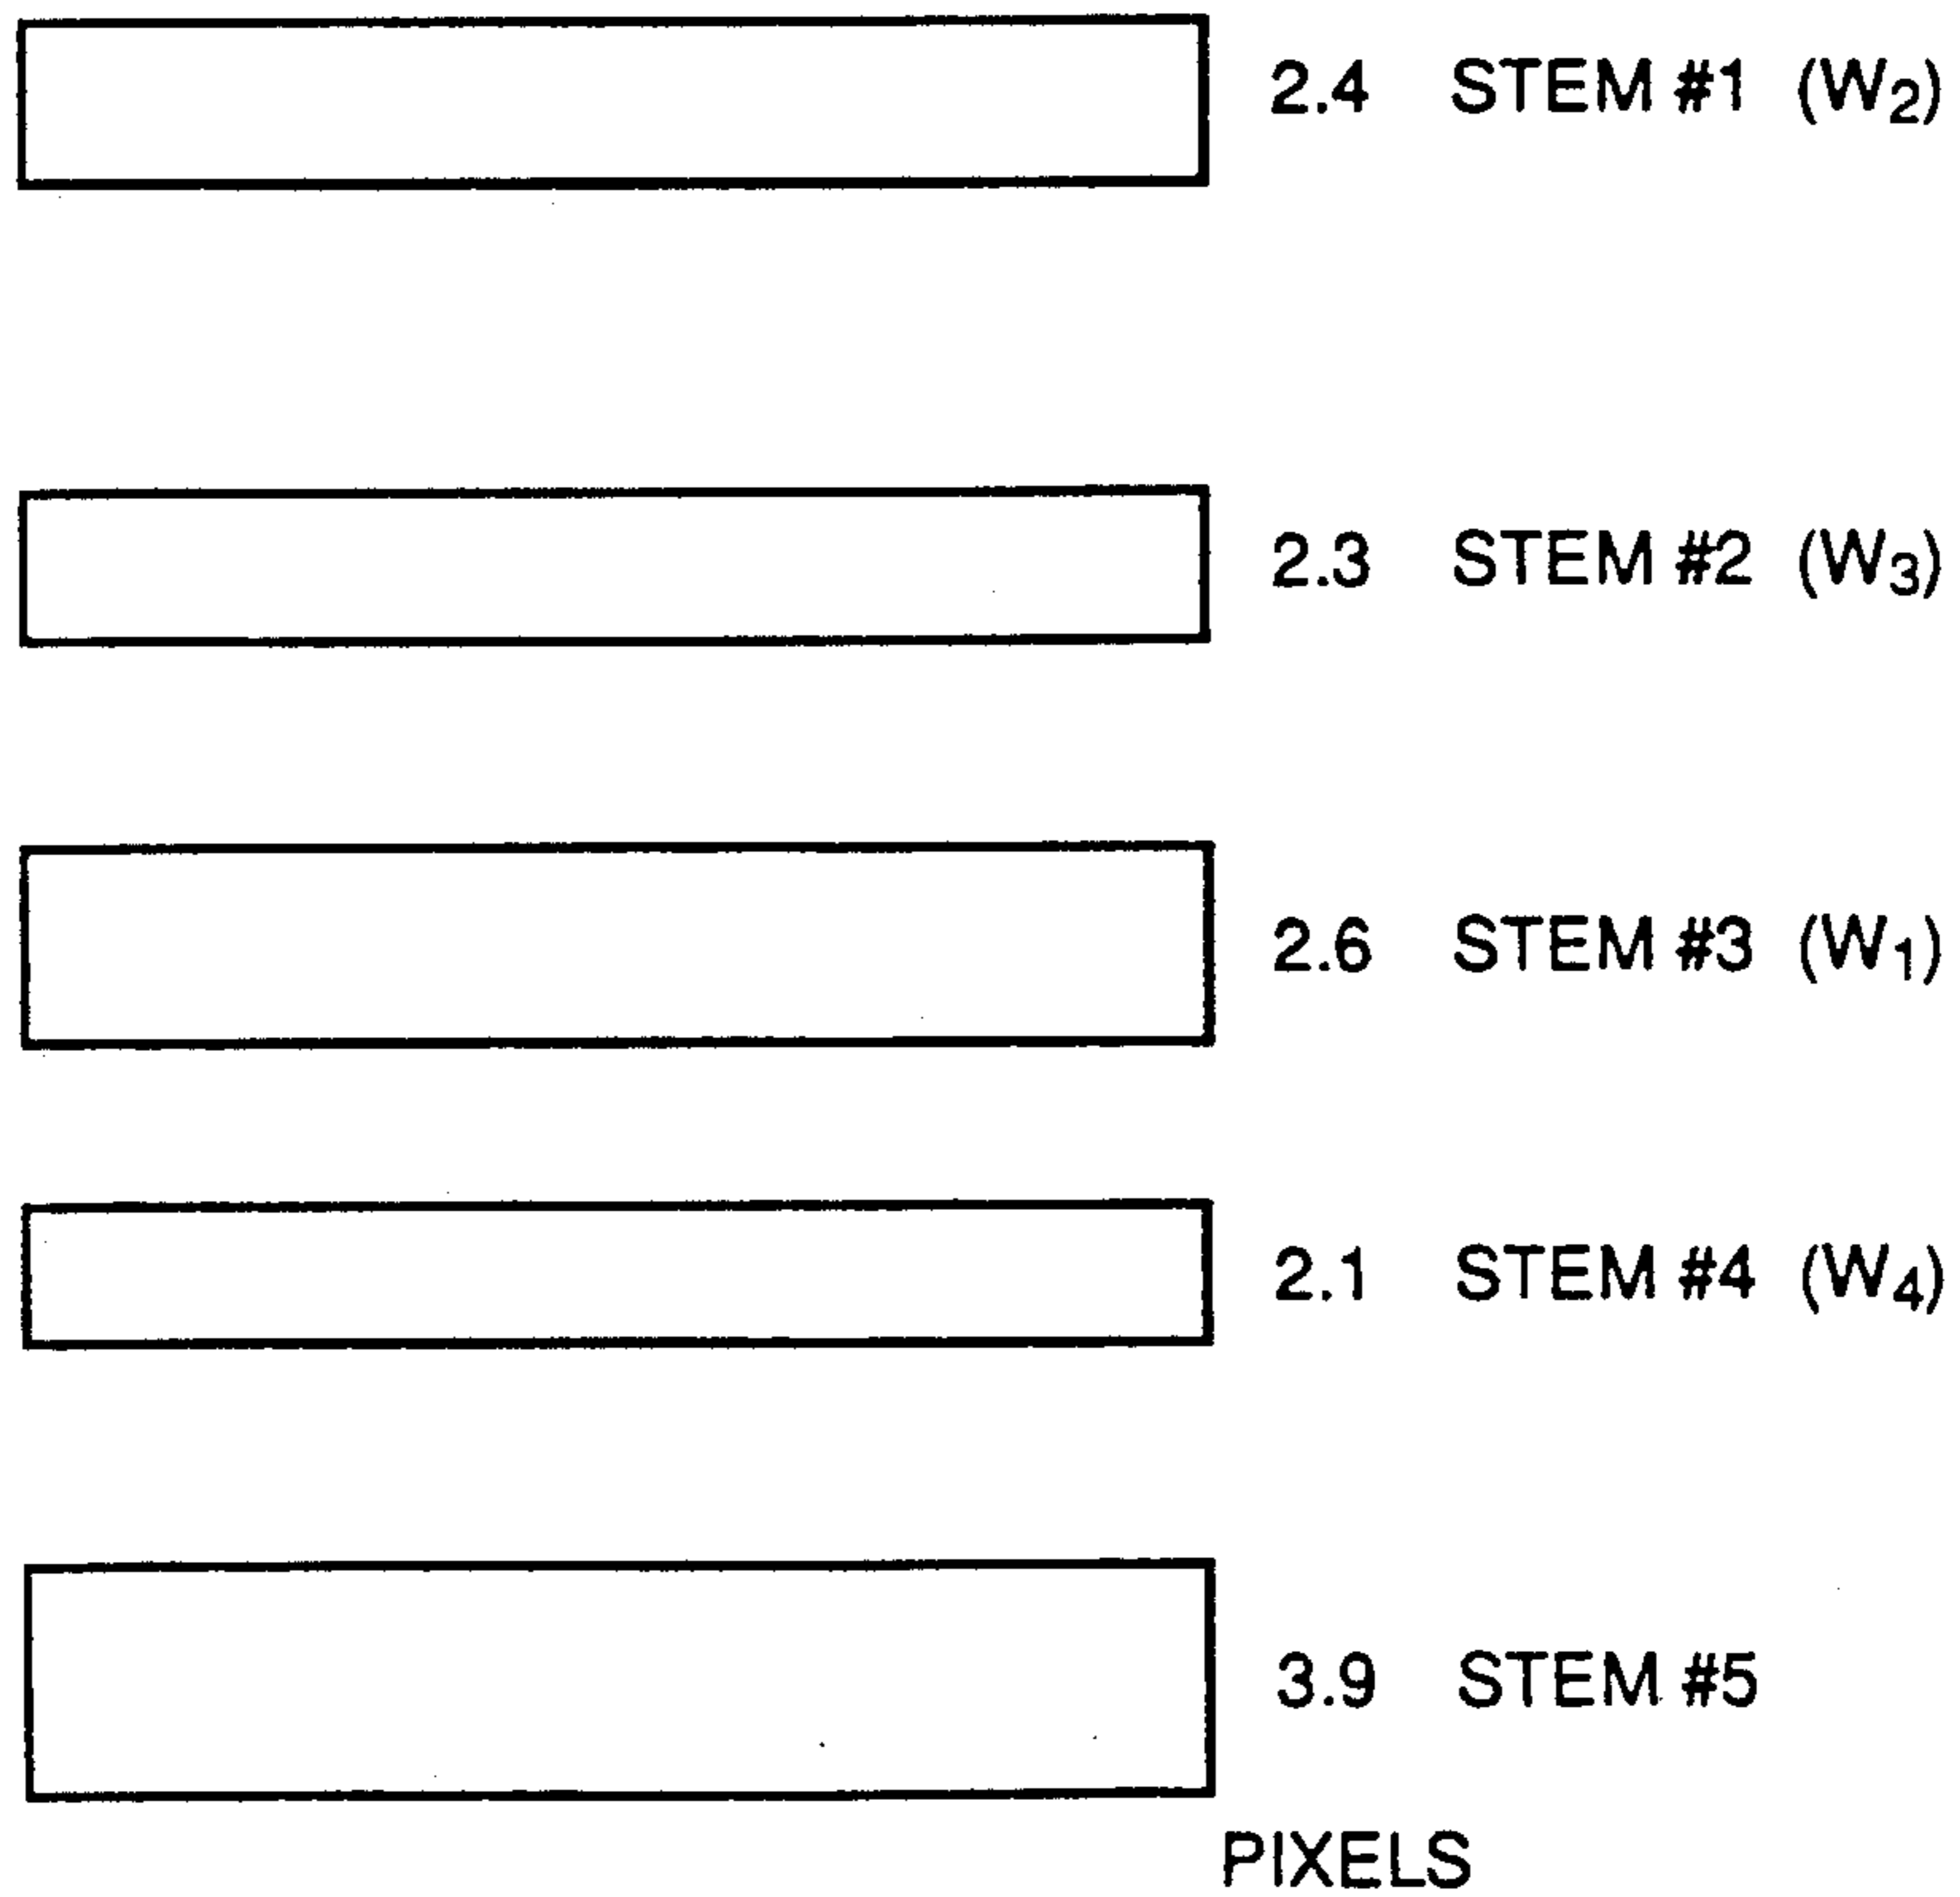 2.4 STEM #1 (W2)
2.3 STEM #2 (W3)
2.6 STEM #3 (W1)
2.1 STEM #4 (W4)
3.9 STEM #5
PIXELS